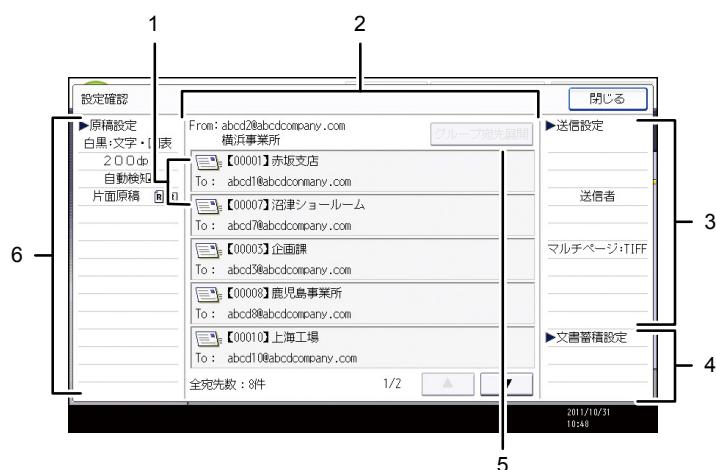 1
2
設定確認
閉じる
▶原稿設定
白黒:文字・図表
200dp
自動検知
片面原稿
From: abcd2@abcdcompany.com
横浜事業所
グループ宛先展開
【00001】赤坂支店
To: abcd1@abcdconmany.com
【00007】沼津ショールーム
To: abcd7@abcdcompany.com
【00003】企画課
To: abcd3@abcdcompany.com
【00008】鹿児島事業所
To: abcd8@abcdcompany.com
【00010】上海工場
To: abcd10@abcdcompany.com
全宛先数:8件
1/2
▲
▼
▶送信設定
送信者
マルチページ:TIFF
▶文書蓄積設定
2011/10/31
10:48
3
4
5
6